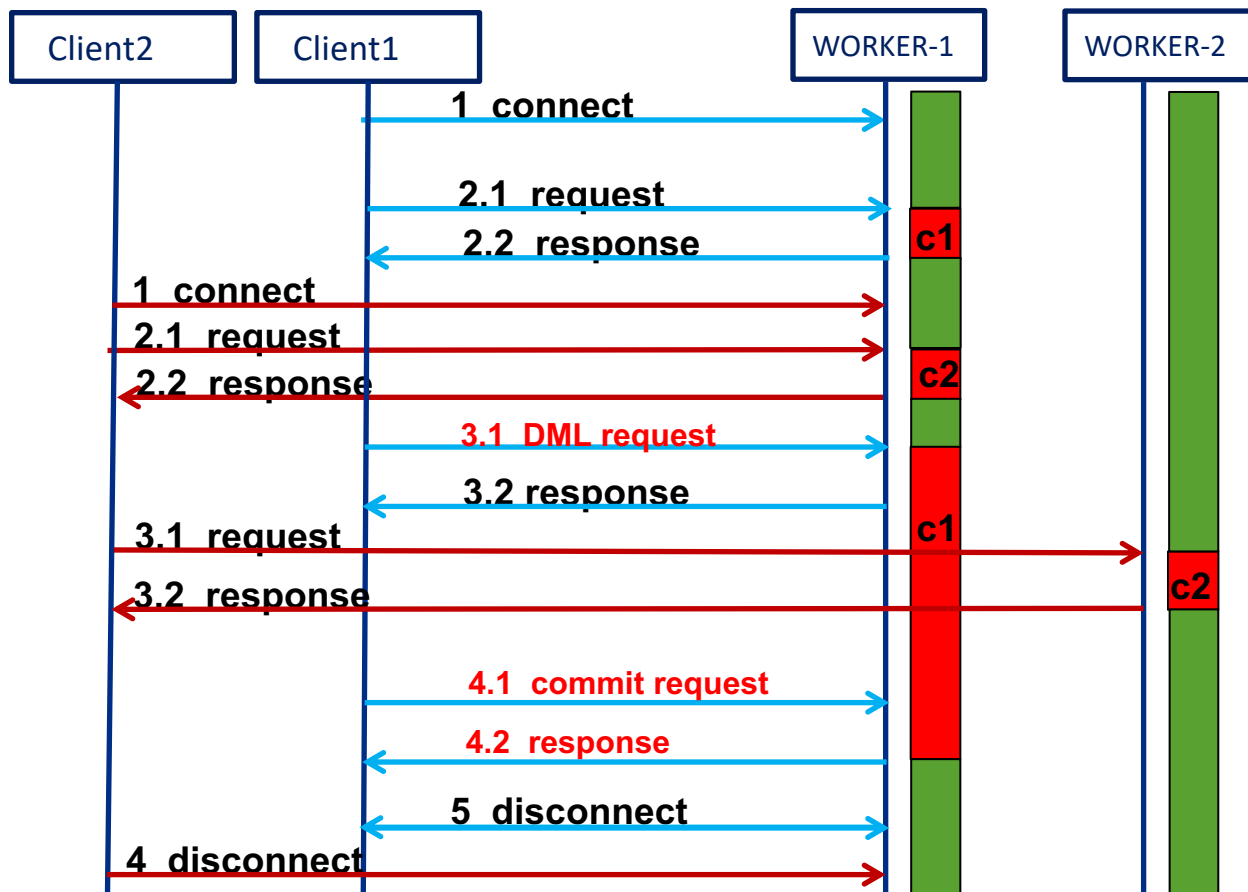 Client2
Client1
WORKER-1
WORKER-2
1 connect
2.1 request
2.2 response
c1
1 connect
2.1 request
2.2 response
c2
3.1 DML request
3.2 response
c1
3.1 request
3.2 response
c2
4.1 commit request
4.2 response
5 disconnect
4 disconnect